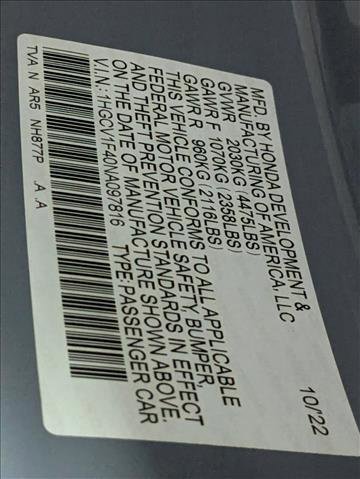 MFD. BY HONDA DEVELOPMENT &
MANUFACTURING OF AMERICA, LLC
10/22
GVWR 2030KG (4475LBS)
GAWR F 1070KG (2358LBS)
GAWR R 960KG (2116LBS)
THIS VEHICLE CONFORMS TO ALL APPLICABLE
FEDERAL MOTOR VEHICLE SAFETY, BUMPER,
AND THEFT PREVENTION STANDARDS IN EFFECT
ON THE DATE OF MANUFACTURE SHOWN ABOVE.
V.I.N.: 1HGCV1F40NA097816 TYPE: PASSENGER CAR
TVA N AR5 NH877P A .A